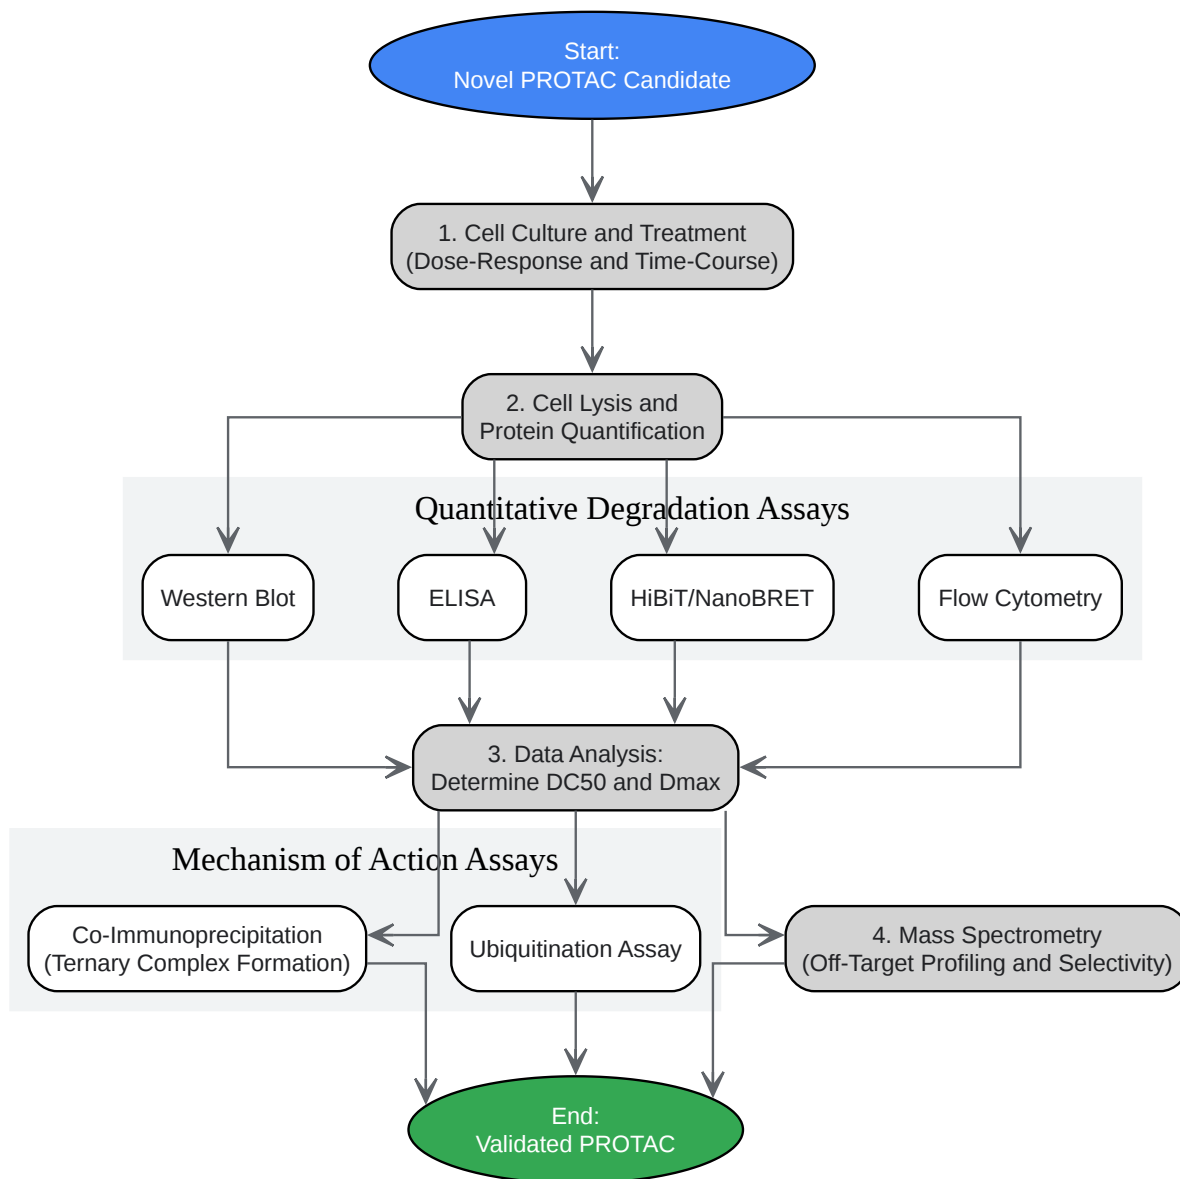 Start:
Novel PROTAC Candidate
1. Cell Culture and Treatment
(Dose-Response and Time-Course)
2. Cell Lysis and
Protein Quantification
Quantitative Degradation Assays
Western Blot
ELISA
HiBiT/NanoBRET
Flow Cytometry
3. Data Analysis:
Determine DC50 and Dmax
Mechanism of Action Assays
Co-Immunoprecipitation
(Ternary Complex Formation)
Ubiquitination Assay
4. Mass Spectrometry
(Off-Target Profiling and Selectivity)
End:
Validated PROTAC